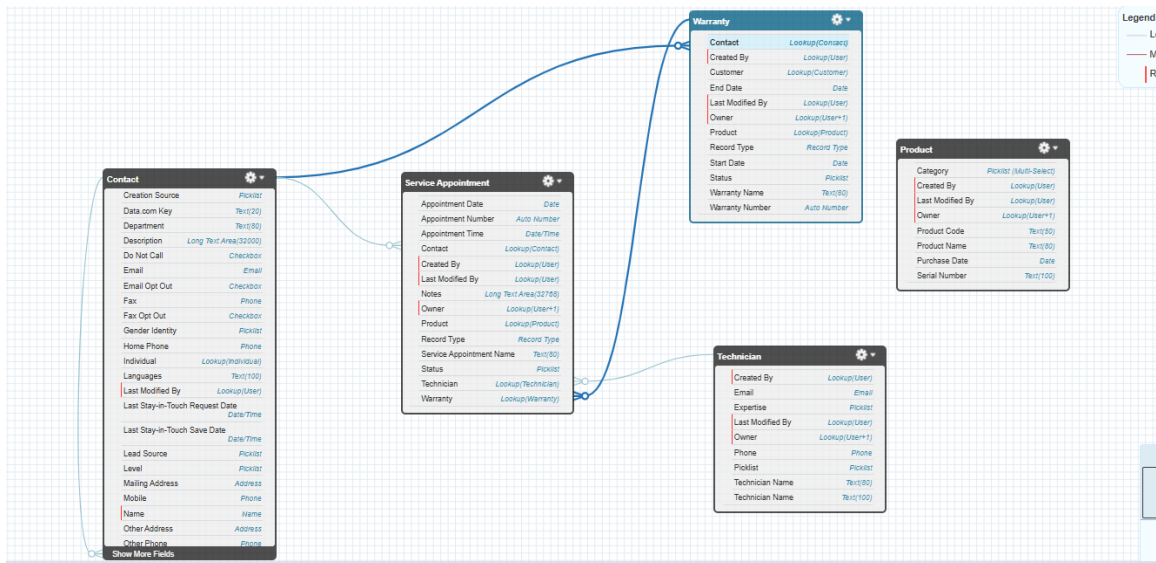 Warranty
Contact Lookup(Contact)
Created By Lookup(User)
Customer Lookup(Customer)
End Date Date
Last Modified By Lookup(User)
Owner Lookup(User+1)
Product Lookup(Product)
Record Type Record Type
Start Date Date
Status Picklist
Warranty Name Text(80)
Warranty Number Auto Number
Legend
Product
Category Picklist (Multi-Select)
Created By Lookup(User)
Last Modified By Lookup(User)
Owner Lookup(User+1)
Product Code Text(50)
Product Name Text(80)
Purchase Date Date
Serial Number Text(100)
Contact
Creation Source Picklist
Data.com Key Text(20)
Department Text(80)
Description Long Text Area(32000)
Do Not Call Checkbox
Email Email
Email Opt Out Checkbox
Fax Phone
Fax Opt Out Checkbox
Gender Identity Picklist
Home Phone Phone
Individual Lookup(Individual)
Languages Text(100)
Last Modified By Lookup(User)
Last Stay-in-Touch Request Date
Date/Time
Last Stay-in-Touch Save Date
Date/Time
Lead Source Picklist
Level Picklist
Mailing Address Address
Mobile Phone
Name Name
Other Address Address
Other Phone Phone
Show More Fields
Service Appointment
Appointment Date Date
Appointment Number Auto Number
Appointment Time Date/Time
Contact Lookup(Contact)
Created By Lookup(User)
Last Modified By Lookup(User)
Notes Long Text Area(32768)
Owner Lookup(User+1)
Product Lookup(Product)
Record Type Record Type
Service Appointment Name Text(80)
Status Picklist
Technician Lookup(Technician)
Warranty Lookup(Warranty)
Technician
Created By Lookup(User)
Email Email
Expertise Picklist
Last Modified By Lookup(User)
Owner Lookup(User+1)
Phone Phone
Picklist Picklist
Technician Name Text(80)
Technician Name Text(100)